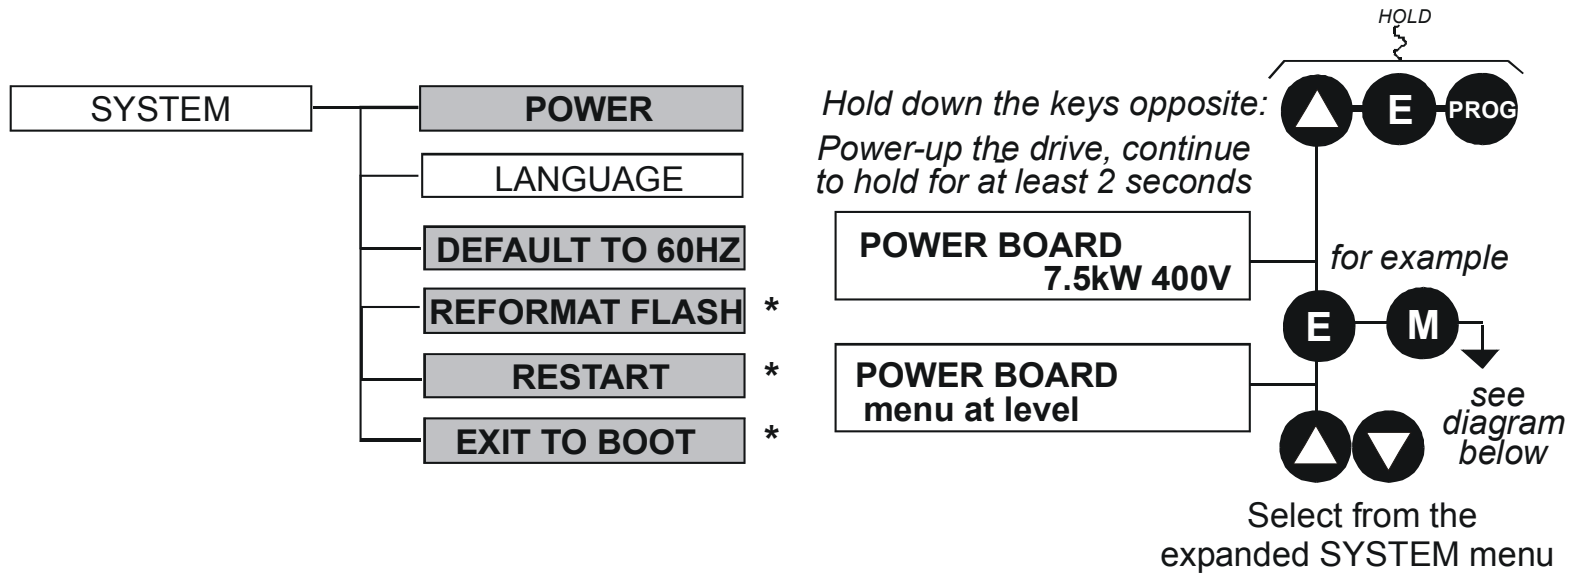 SYSTEM
POWER
LANGUAGE
DEFAULT TO 60HZ
REFORMAT FLASH *
RESTART *
EXIT TO BOOT *
HOLD
Hold down the keys opposite:
E
PROG
Power-up the drive, continue
to hold for at least 2 seconds
POWER BOARD
7.5kW 400V
for example
E
M
POWER BOARD
menu at level
see
diagram
below
Select from the
expanded SYSTEM menu